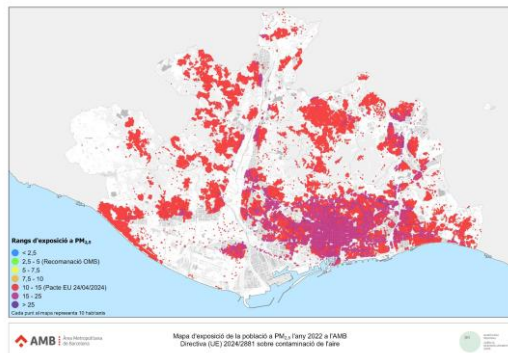 Rangs d'exposició a PM2,5
< 2,5
2,5 - 5 (Recomanació OMS)
5 - 7,5
7,5 - 10
10 - 15 (Pacte EU 24/04/2024)
15 - 25
> 25
Cada punt al mapa representa 10 habitants
AMB
Àrea Metropolitana
de Barcelona
Mapa d'exposició de la població a PM2,5 l'any 2022 a l'AMB
Directiva (UE) 2024/2881 sobre contaminació de l'aire